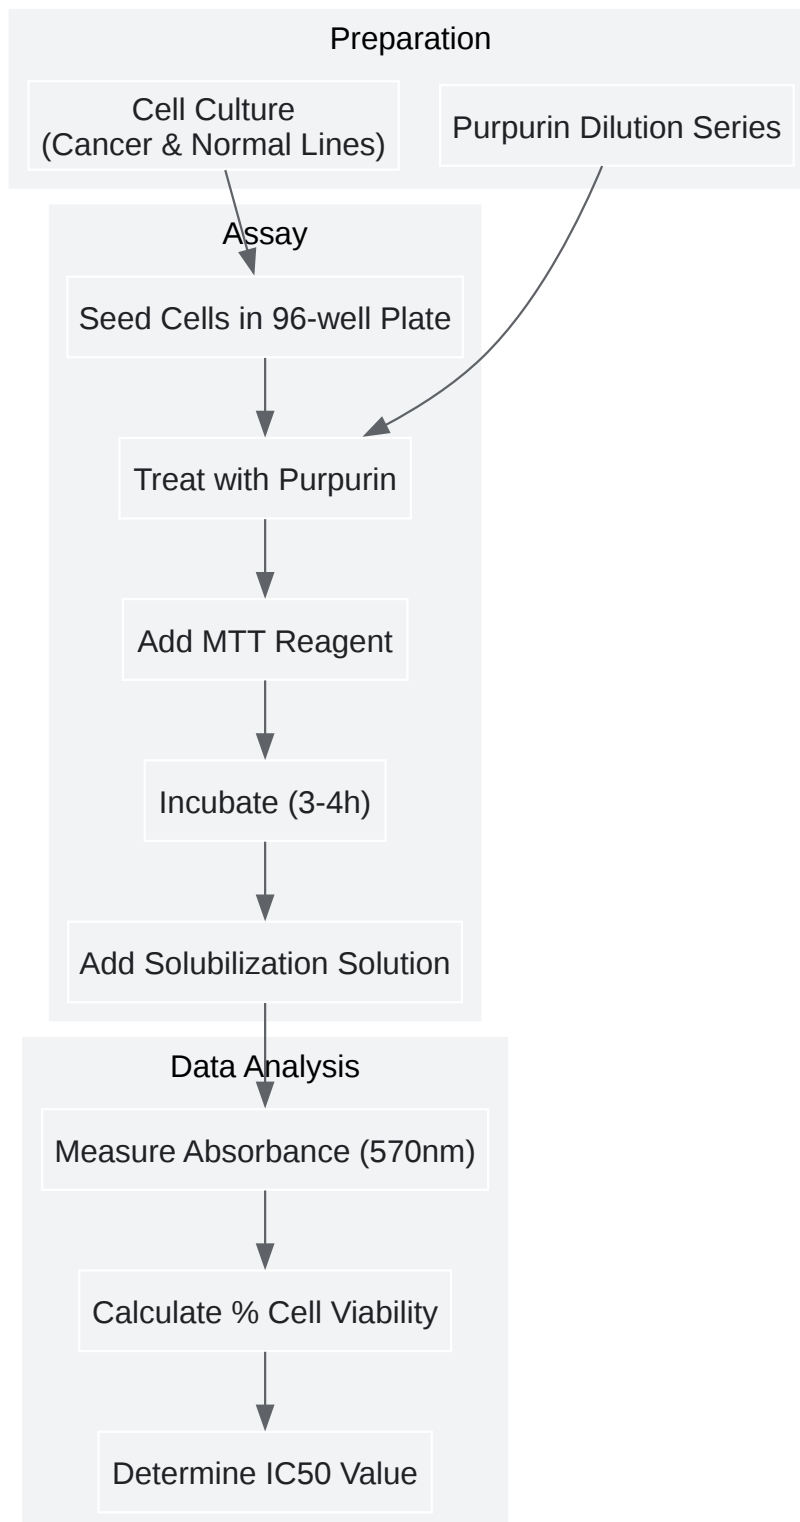 Preparation
Cell Culture
(Cancer & Normal Lines)
Purpurin Dilution Series
Assay
Seed Cells in 96-well Plate
Treat with Purpurin
Add MTT Reagent
Incubate (3-4h)
Add Solubilization Solution
Data Analysis
Measure Absorbance (570nm)
Calculate % Cell Viability
Determine IC50 Value